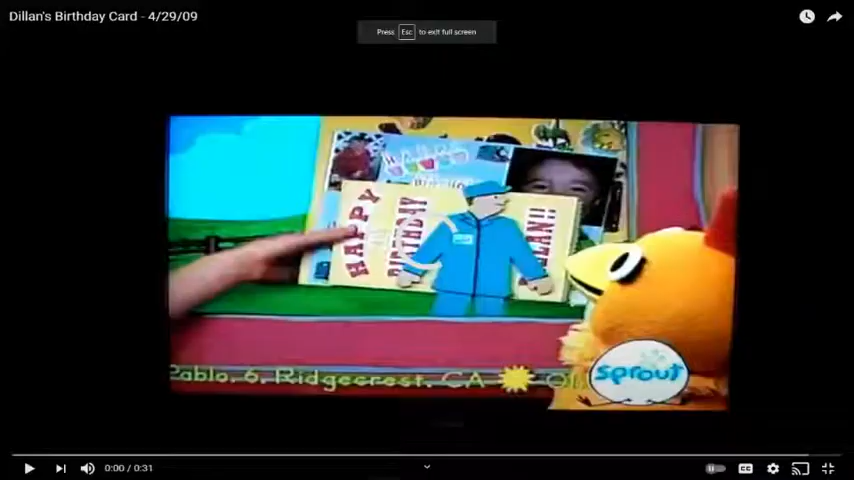 Dillan's Birthday Card - 4/29/09
Press Esc to exit full screen
HAPPY
BIRTHDAY
Pablo, 6, Ridgecrest, CA
sprout
0:00 / 0:31
CC